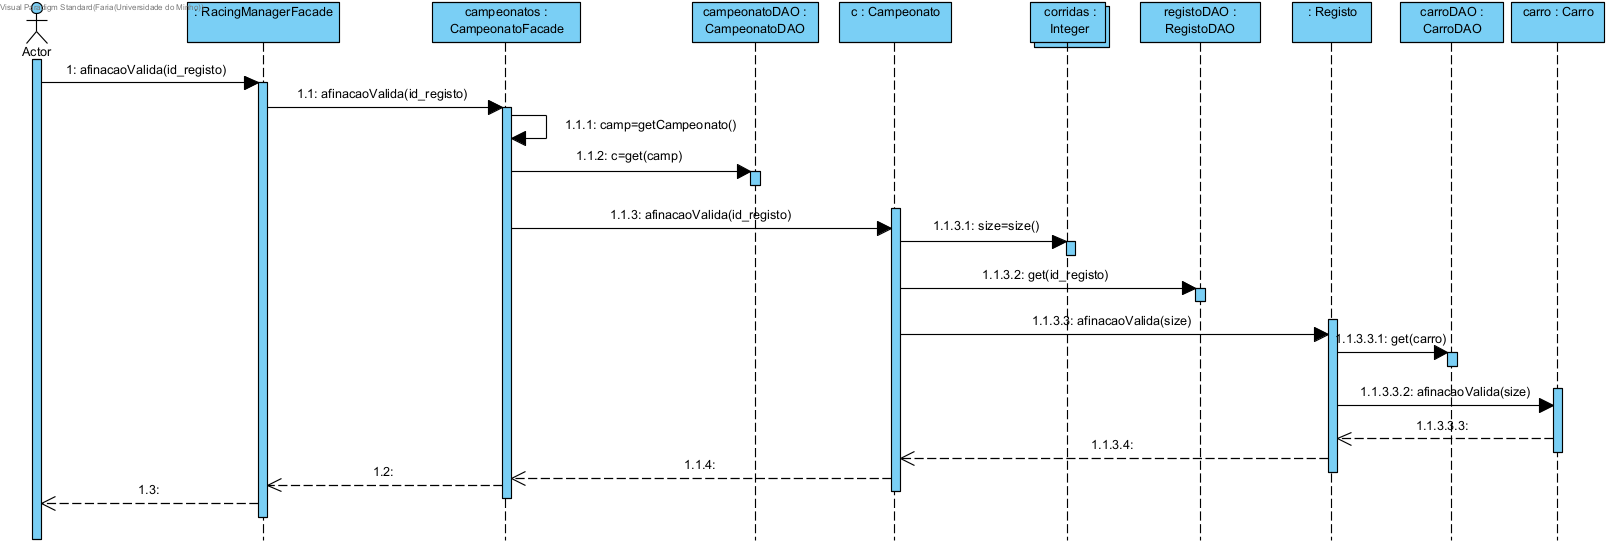 Visual Paradigm Standard(Faria(Universidade do Minho))
Actor
: RacingManagerFacade
campeonatos :
CampeonatoFacade
campeonatoDAO :
CampeonatoDAO
c : Campeonato
corridas :
Integer
registoDAO :
RegistoDAO
: Registo
carroDAO :
CarroDAO
carro : Carro
1: afinacaoValida(id_registo)
1.1: afinacaoValida(id_registo)
1.1.1: camp=getCampeonato()
1.1.2: c=get(camp)
1.1.3: afinacaoValida(id_registo)
1.1.3.1: size=size()
1.1.3.2: get(id_registo)
1.1.3.3: afinacaoValida(size)
1.1.3.3.1: get(carro)
1.1.3.3.2: afinacaoValida(size)
1.1.3.3.3:
1.1.3.4:
1.1.4:
1.2:
1.3: